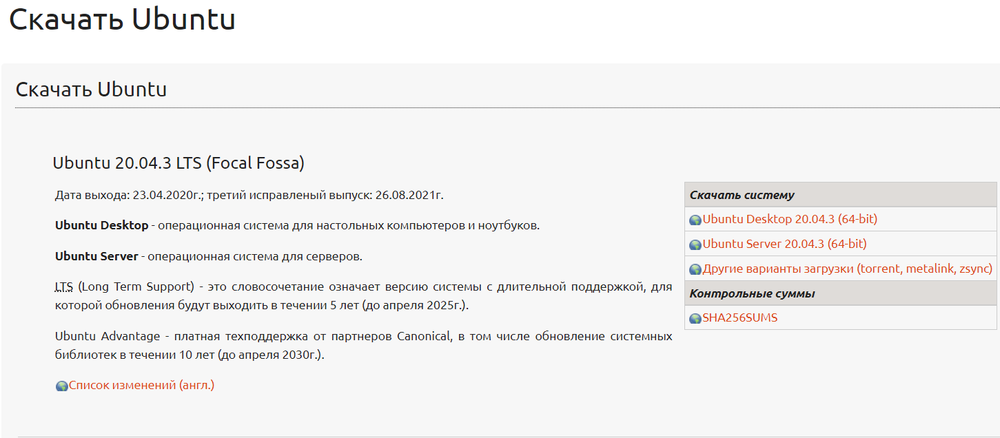 Скачать Ubuntu
Скачать Ubuntu
Ubuntu 20.04.3 LTS (Focal Fossa)
Дата выхода: 23.04.2020г.; третий исправленый выпуск: 26.08.2021г.
Ubuntu Desktop - операционная система для настольных компьютеров и ноутбуков.
Ubuntu Server - операционная система для серверов.
LTS (Long Term Support) - это словосочетание означает версию системы с длительной поддержкой, для
которой обновления будут выходить в течении 5 лет (до апреля 2025г.).
Ubuntu Advantage - платная техподдержка от партнеров Canonical, в том числе обновление системных
библиотек в течении 10 лет (до апреля 2030г.).
Список изменений (англ.)
Скачать систему
Ubuntu Desktop 20.04.3 (64-bit)
Ubuntu Server 20.04.3 (64-bit)
Другие варианты загрузки (torrent, metalink, zsync)
Контрольные суммы
SHA256SUMS